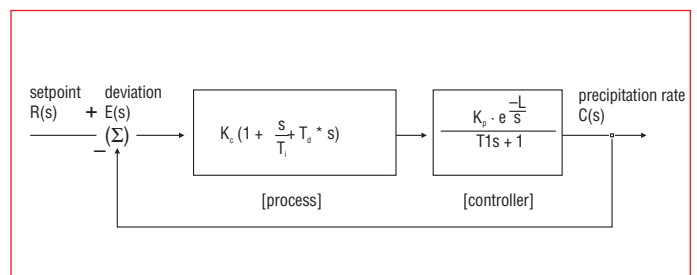 setpoint
R(s)
+
deviation
E(s)
(Σ)
−
K_c (1 + s/T_i + T_d * s)
[process]
K_p · e^(-L/s)
T1s + 1
[controller]
precipitation rate
C(s)